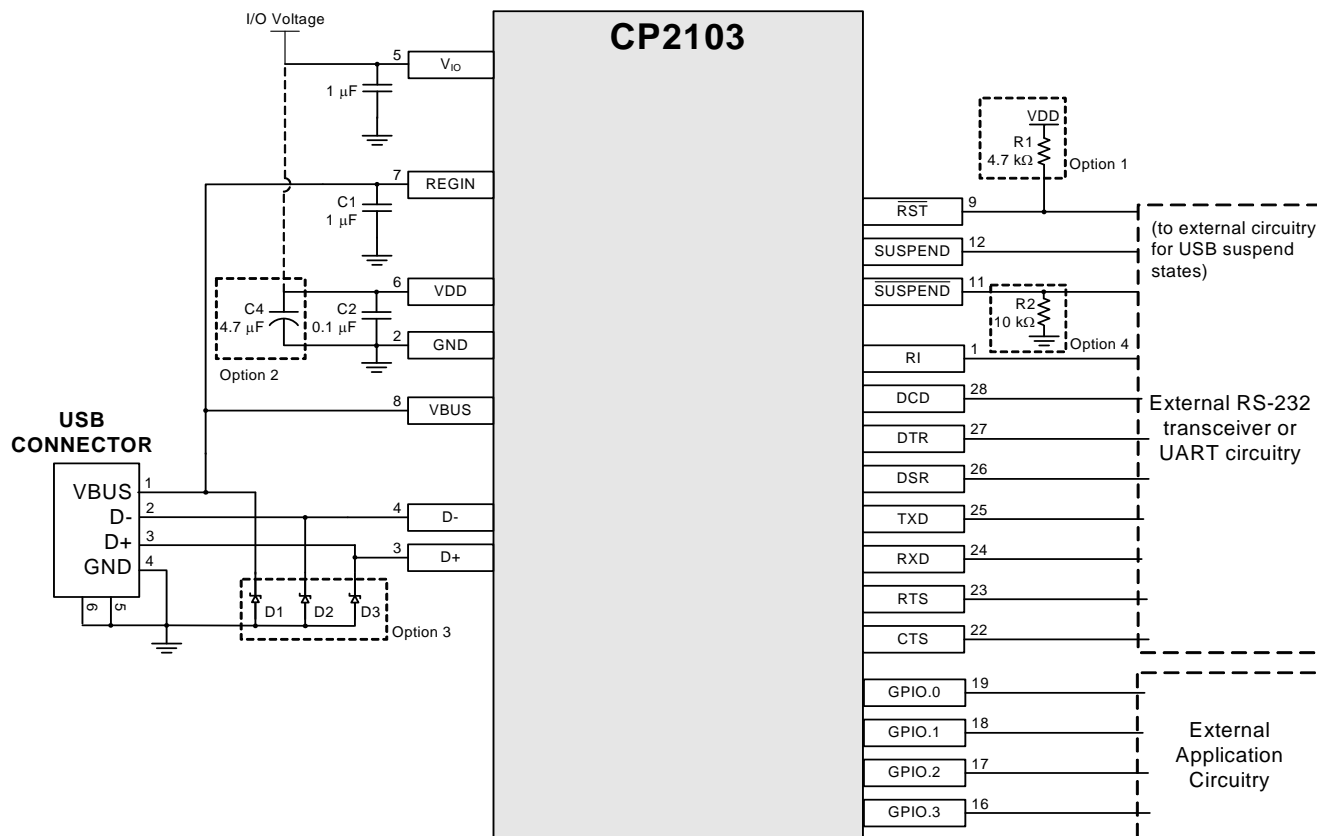 I/O Voltage
CP2103
5
VIO
1 μF
7
REGIN
C1
1 μF
6
VDD
C4
4.7 μF
C2
0.1 μF
2
GND
Option 2
8
VBUS
USB
CONNECTOR
VBUS
1
D-
2
D+
3
GND
4
6
5
4
D-
3
D+
D1
D2
D3
Option 3
VDD
R1
4.7 kΩ
Option 1
RST
9
SUSPEND
12
SUSPEND
11
R2
10 kΩ
Option 4
(to external circuitry
for USB suspend
states)
RI
1
DCD
28
DTR
27
DSR
26
TXD
25
RXD
24
RTS
23
CTS
22
External RS-232
transceiver or
UART circuitry
GPIO.0
19
GPIO.1
18
GPIO.2
17
GPIO.3
16
External
Application
Circuitry